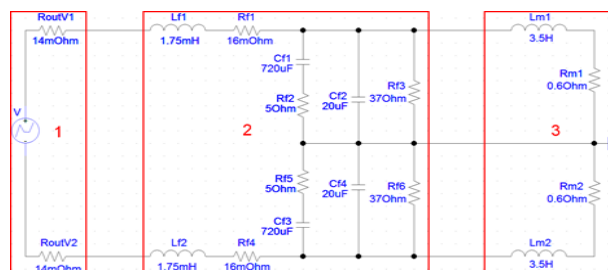 RoutV1
14mOhm
Lf1
1.75mH
Rf1
16mOhm
Cf1
720uF
Rf2
5Ohm
Cf2
20uF
Rf3
37Ohm
Lm1
3.5H
Rm1
0.6Ohm
V
1
2
3
Rf5
5Ohm
Cf3
720uF
Cf4
20uF
Rf6
37Ohm
Rm2
0.6Ohm
RoutV2
14mOhm
Lf2
1.75mH
Rf4
16mOhm
Lm2
3.5H